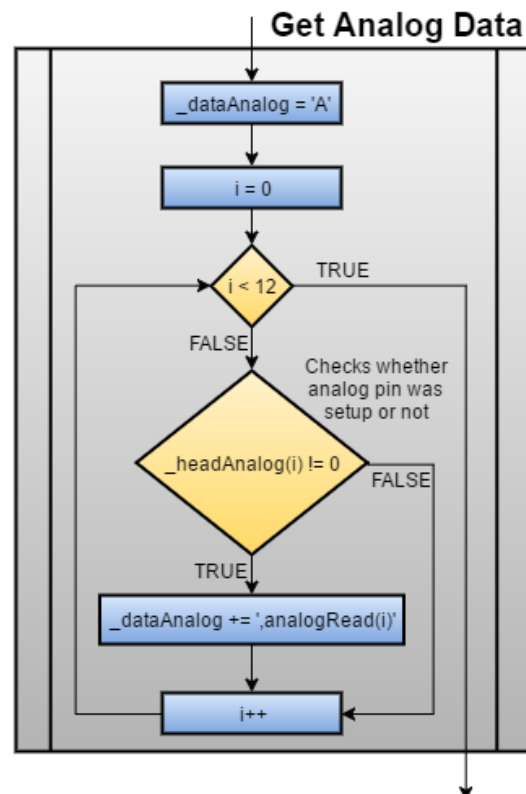 Get Analog Data
_dataAnalog = 'A'
i = 0
i < 12
TRUE
FALSE
Checks whether
analog pin was
setup or not
_headAnalog(i) != 0
FALSE
TRUE
_dataAnalog += ',analogRead(i)'
i++